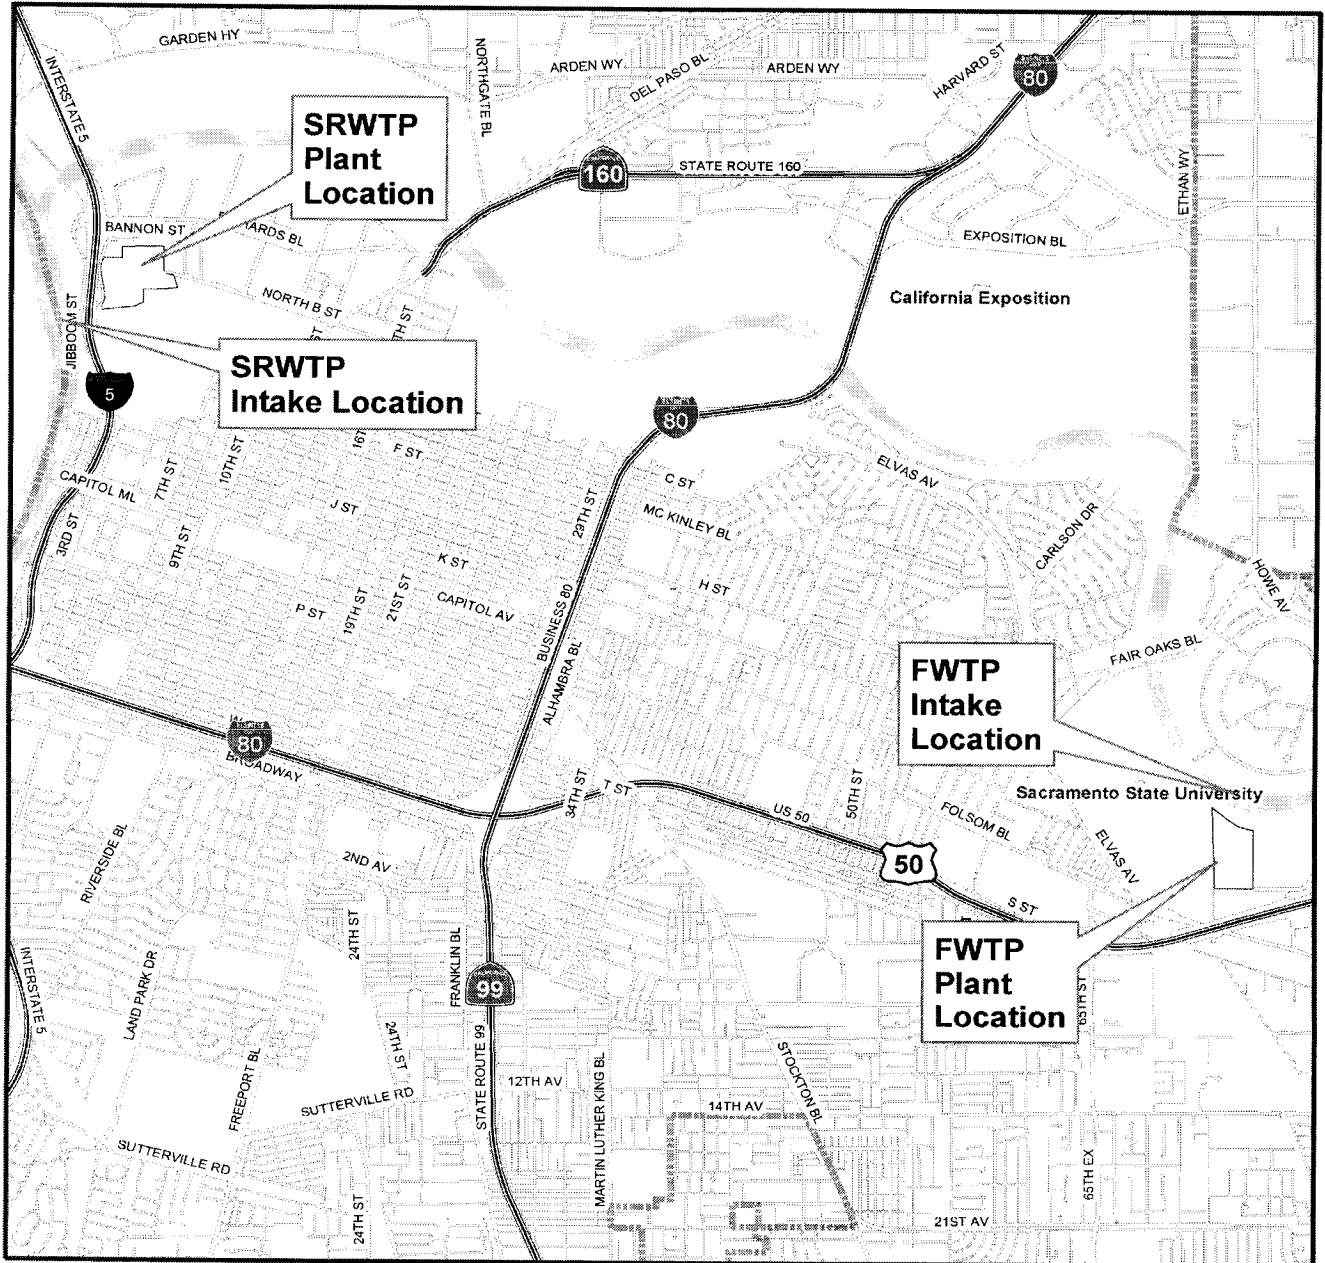 GARDEN HY
INTERSTATE 5
NORTHGATE BL
ARDEN WY
DEL PASO BL
ARDEN WY
HARVARD ST
80
SRWTP
Plant
Location
160
STATE ROUTE 160
ETHAN WY
BANNON ST
HARDS BL
EXPOSITION BL
NORTH B ST
California Exposition
JIBBOOM ST
ST
TH ST
SRWTP
Intake Location
5
80
16T
F ST
10TH ST
7TH ST
CAPITOL ML
C ST
ELVAS AV
J ST
29TH ST
MC KINLEY BL
CARLSON DR
3RD ST
9TH ST
K ST
H ST
HOWE AV
P ST
19TH ST
21ST ST
CAPITOL AV
BUSINESS 80
ALHAMBRA BL
FAIR OAKS BL
FWTP
Intake
Location
80
BROADWAY
34TH ST
T ST
US 50
50TH ST
Sacramento State University
FOLSOM BL
ELVAS AV
RIVERSIDE BL
2ND AV
50
S ST
24TH ST
FRANKLIN BL
FWTP
Plant
Location
INTERSTATE 5
LAND PARK DR
99
65TH ST
24TH ST
STATE ROUTE 99
FREEPORT BL
12TH AV
MARTIN LUTHER KING BL
STOCKTON BL
SUTTERVILLE RD
14TH AV
SUTTERVILLE RD
24TH ST
65TH EX
21ST AV